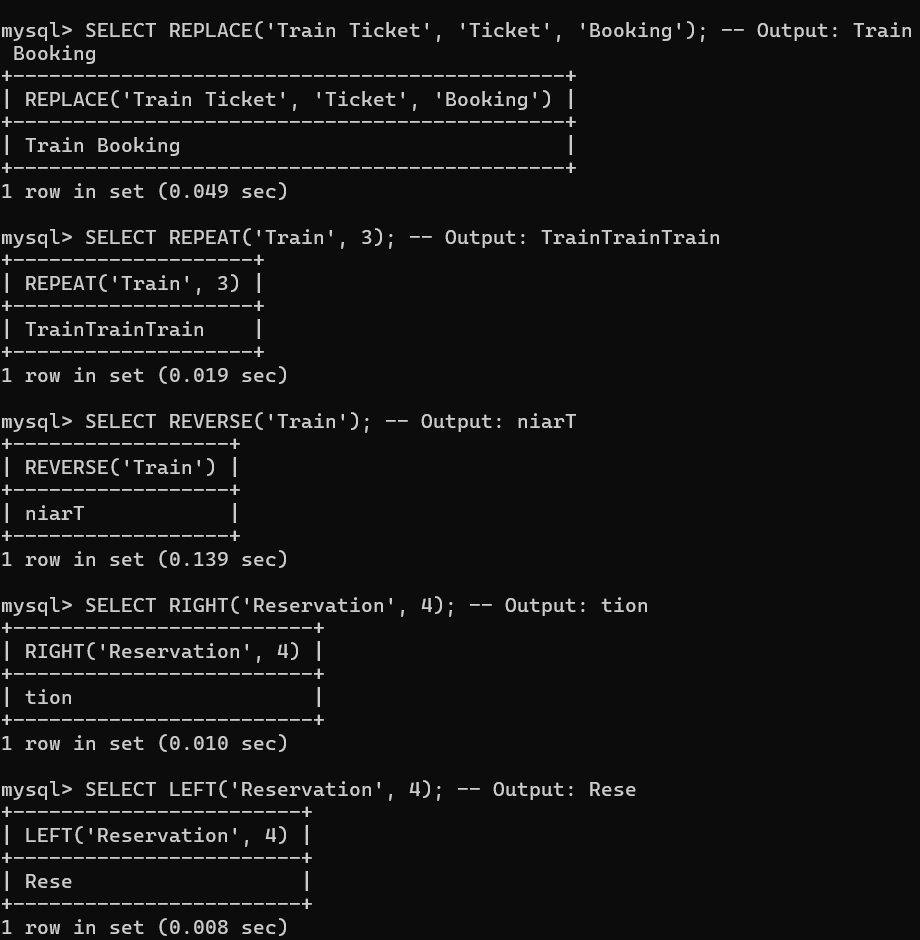 mysql> SELECT REPLACE('Train Ticket', 'Ticket', 'Booking'); -- Output: Train
 Booking
+----------------------------------------------+
| REPLACE('Train Ticket', 'Ticket', 'Booking') |
+----------------------------------------------+
| Train Booking                                |
+----------------------------------------------+
1 row in set (0.049 sec)

mysql> SELECT REPEAT('Train', 3); -- Output: TrainTrainTrain
+--------------------+
| REPEAT('Train', 3) |
+--------------------+
| TrainTrainTrain    |
+--------------------+
1 row in set (0.019 sec)

mysql> SELECT REVERSE('Train'); -- Output: niarT
+------------------+
| REVERSE('Train') |
+------------------+
| niarT            |
+------------------+
1 row in set (0.139 sec)

mysql> SELECT RIGHT('Reservation', 4); -- Output: tion
+-------------------------+
| RIGHT('Reservation', 4) |
+-------------------------+
| tion                    |
+-------------------------+
1 row in set (0.010 sec)

mysql> SELECT LEFT('Reservation', 4); -- Output: Rese
+------------------------+
| LEFT('Reservation', 4) |
+------------------------+
| Rese                   |
+------------------------+
1 row in set (0.008 sec)